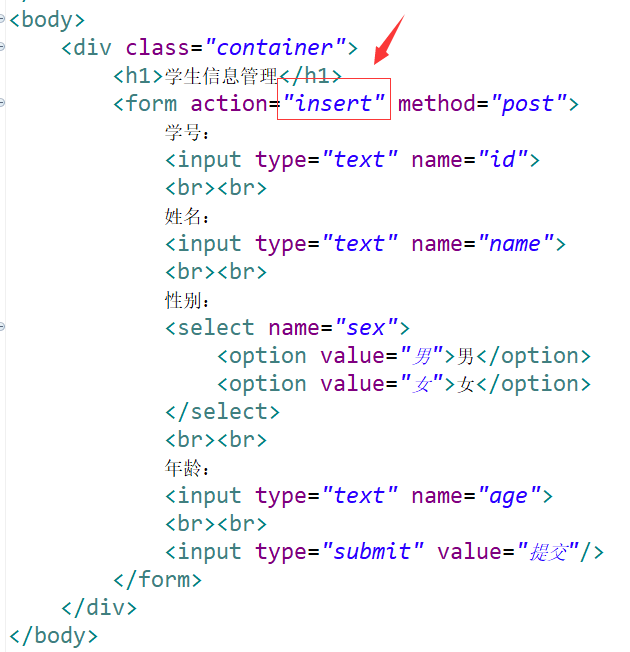 <body>
<div class="container">
<h1>学生信息管理</h1>
<form action="insert" method="post">
学号：
<input type="text" name="id">
<br><br>
姓名：
<input type="text" name="name">
<br><br>
性别：
<select name="sex">
<option value="男">男</option>
<option value="女">女</option>
</select>
<br><br>
年龄：
<input type="text" name="age">
<br><br>
<input type="submit" value="提交"/>
</form>
</div>
</body>